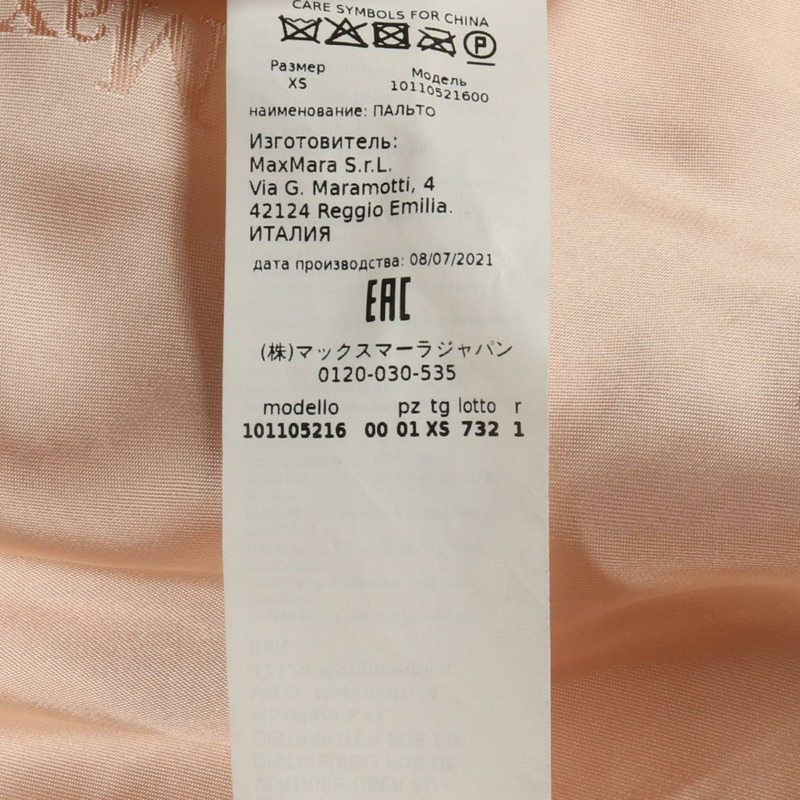 CARE SYMBOLS FOR CHINA
P
Размер Модель
XS 10110521600
наименование: ПАЛЬТО
Изготовитель:
MaxMara S.r.L.
Via G. Maramotti, 4
42124 Reggio Emilia.
ИТАЛИЯ
дата производства: 08/07/2021
EAC
(株)マックスマーラジャパン
0120-030-535
modello pz tg lotto r
101105216 00 01 XS 732 1
Max